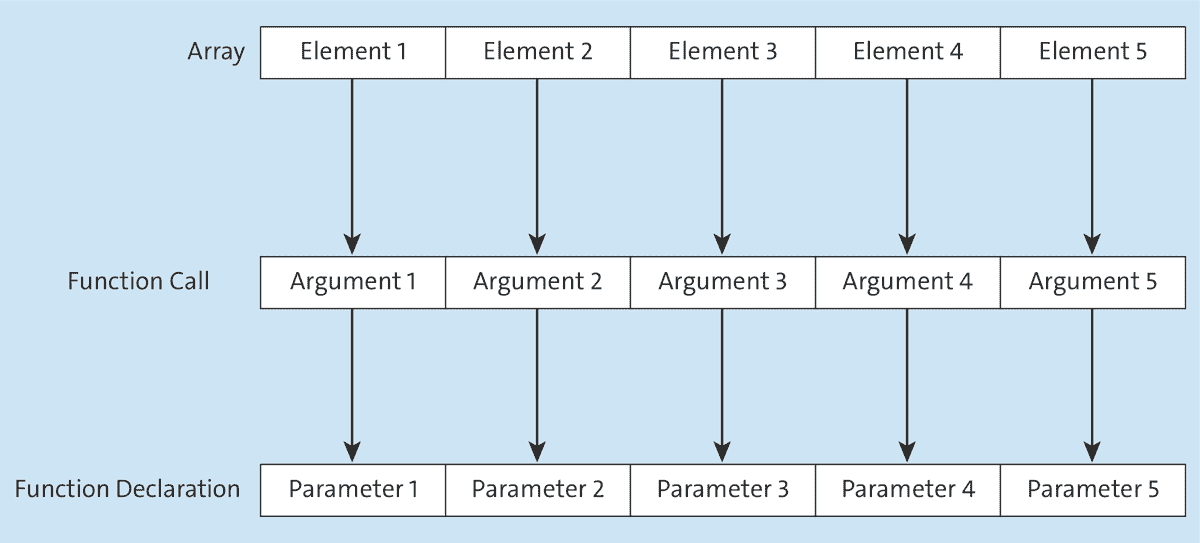 Array Element 1 Element 2 Element 3 Element 4 Element 5
Function Call Argument 1 Argument 2 Argument 3 Argument 4 Argument 5
Function Declaration Parameter 1 Parameter 2 Parameter 3 Parameter 4 Parameter 5